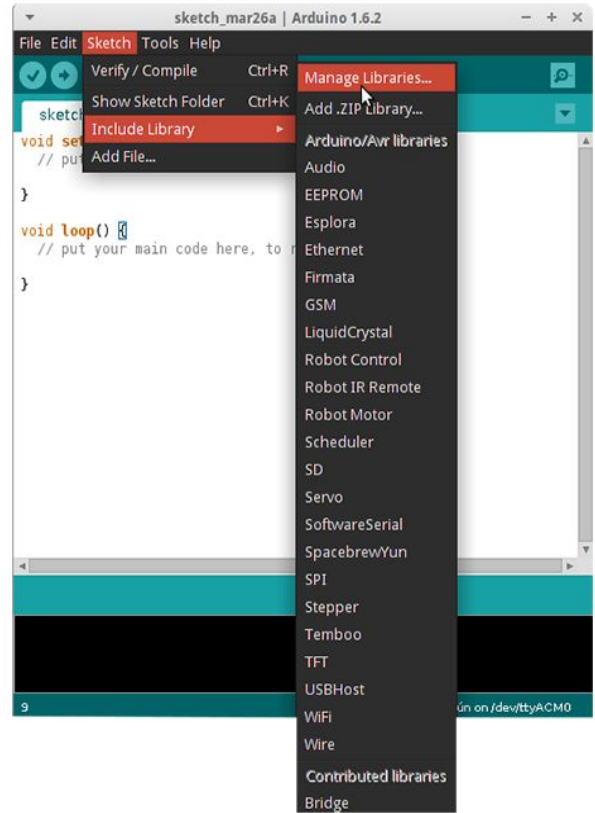 sketch_mar26a | Arduino 1.6.2
File Edit Sketch Tools Help
Verify / Compile Ctrl+R
Show Sketch Folder Ctrl+K
Include Library
Add File...
Manage Libraries...
Add .ZIP Library...
Arduino/Avr libraries
Audio
EEPROM
Esplora
Ethernet
Firmata
GSM
LiquidCrystal
Robot Control
Robot IR Remote
Robot Motor
Scheduler
SD
Servo
SoftwareSerial
SpacebrewYun
SPI
Stepper
Temboo
TFT
USBHost
WiFi
Wire
Contributed libraries
Bridge
sketc
void se
// pu
}
void loop() {
// put your main code here, to
}
9
ún on /dev/ttyACM0